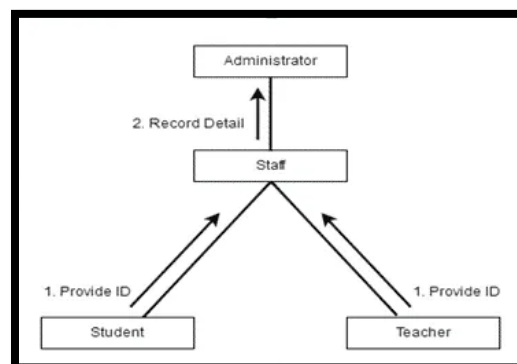 Administrator
2. Record Detail
Staff
1. Provide ID
1. Provide ID
Student
Teacher